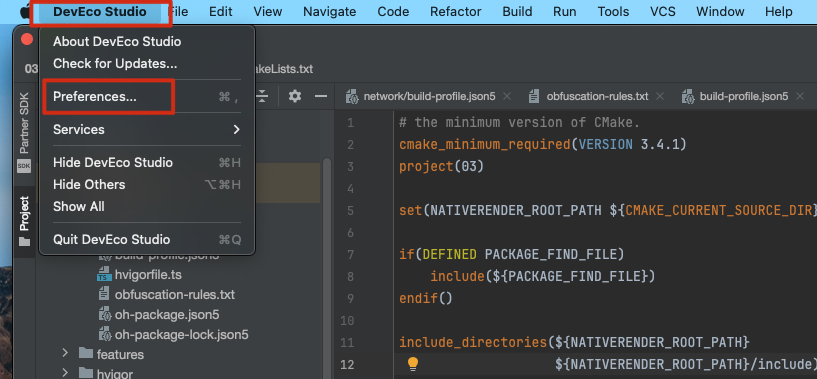 DevEco Studio File Edit View Navigate Code Refactor Build Run Tools VCS Window Help
About DevEco Studio
Check for Updates...
Preferences... ⌘ ,
Services
Hide DevEco Studio ⌘H
Hide Others ⌥⌘H
Show All
Quit DevEco Studio ⌘Q
03
akeLists.txt
Partner SDK
SDK
Project
build-profile.json5
hvigorfile.ts
obfuscation-rules.txt
oh-package.json5
oh-package-lock.json5
features
hvigor
network/build-profile.json5 obfuscation-rules.txt build-profile.json5
1 # the minimum version of CMake.
2 cmake_minimum_required(VERSION 3.4.1)
3 project(03)
4
5 set(NATIVERENDER_ROOT_PATH ${CMAKE_CURRENT_SOURCE_DIR}
6
7 if(DEFINED PACKAGE_FIND_FILE)
8 include(${PACKAGE_FIND_FILE})
9 endif()
10
11 include_directories(${NATIVERENDER_ROOT_PATH}
12 ${NATIVERENDER_ROOT_PATH}/include)